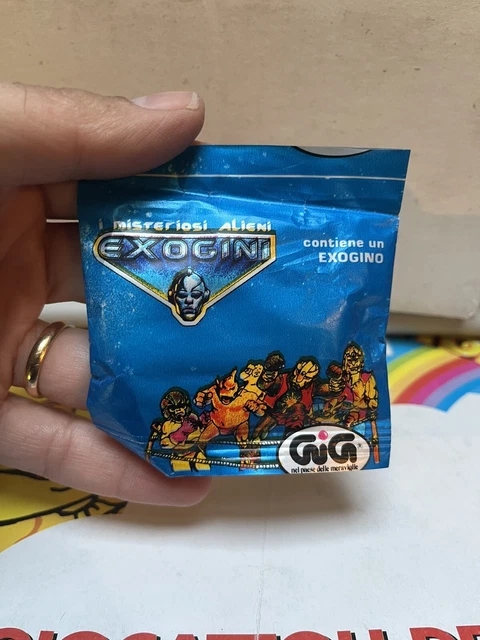 i misteriosi alieni
EXOGINI
contiene un
EXOGINO
GiG
nel paese delle meraviglie